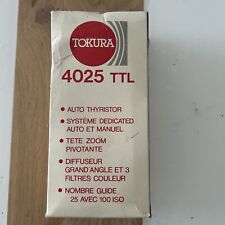 TOKURA
4025 TTL
• AUTO THYRISTOR
• SYSTÈME DEDICATED
AUTO ET MANUEL
• TETE ZOOM
PIVOTANTE
• DIFFUSEUR
GRAND'ANGLE ET 3
FILTRES COULEUR
• NOMBRE GUIDE
25 AVEC 100 ISO